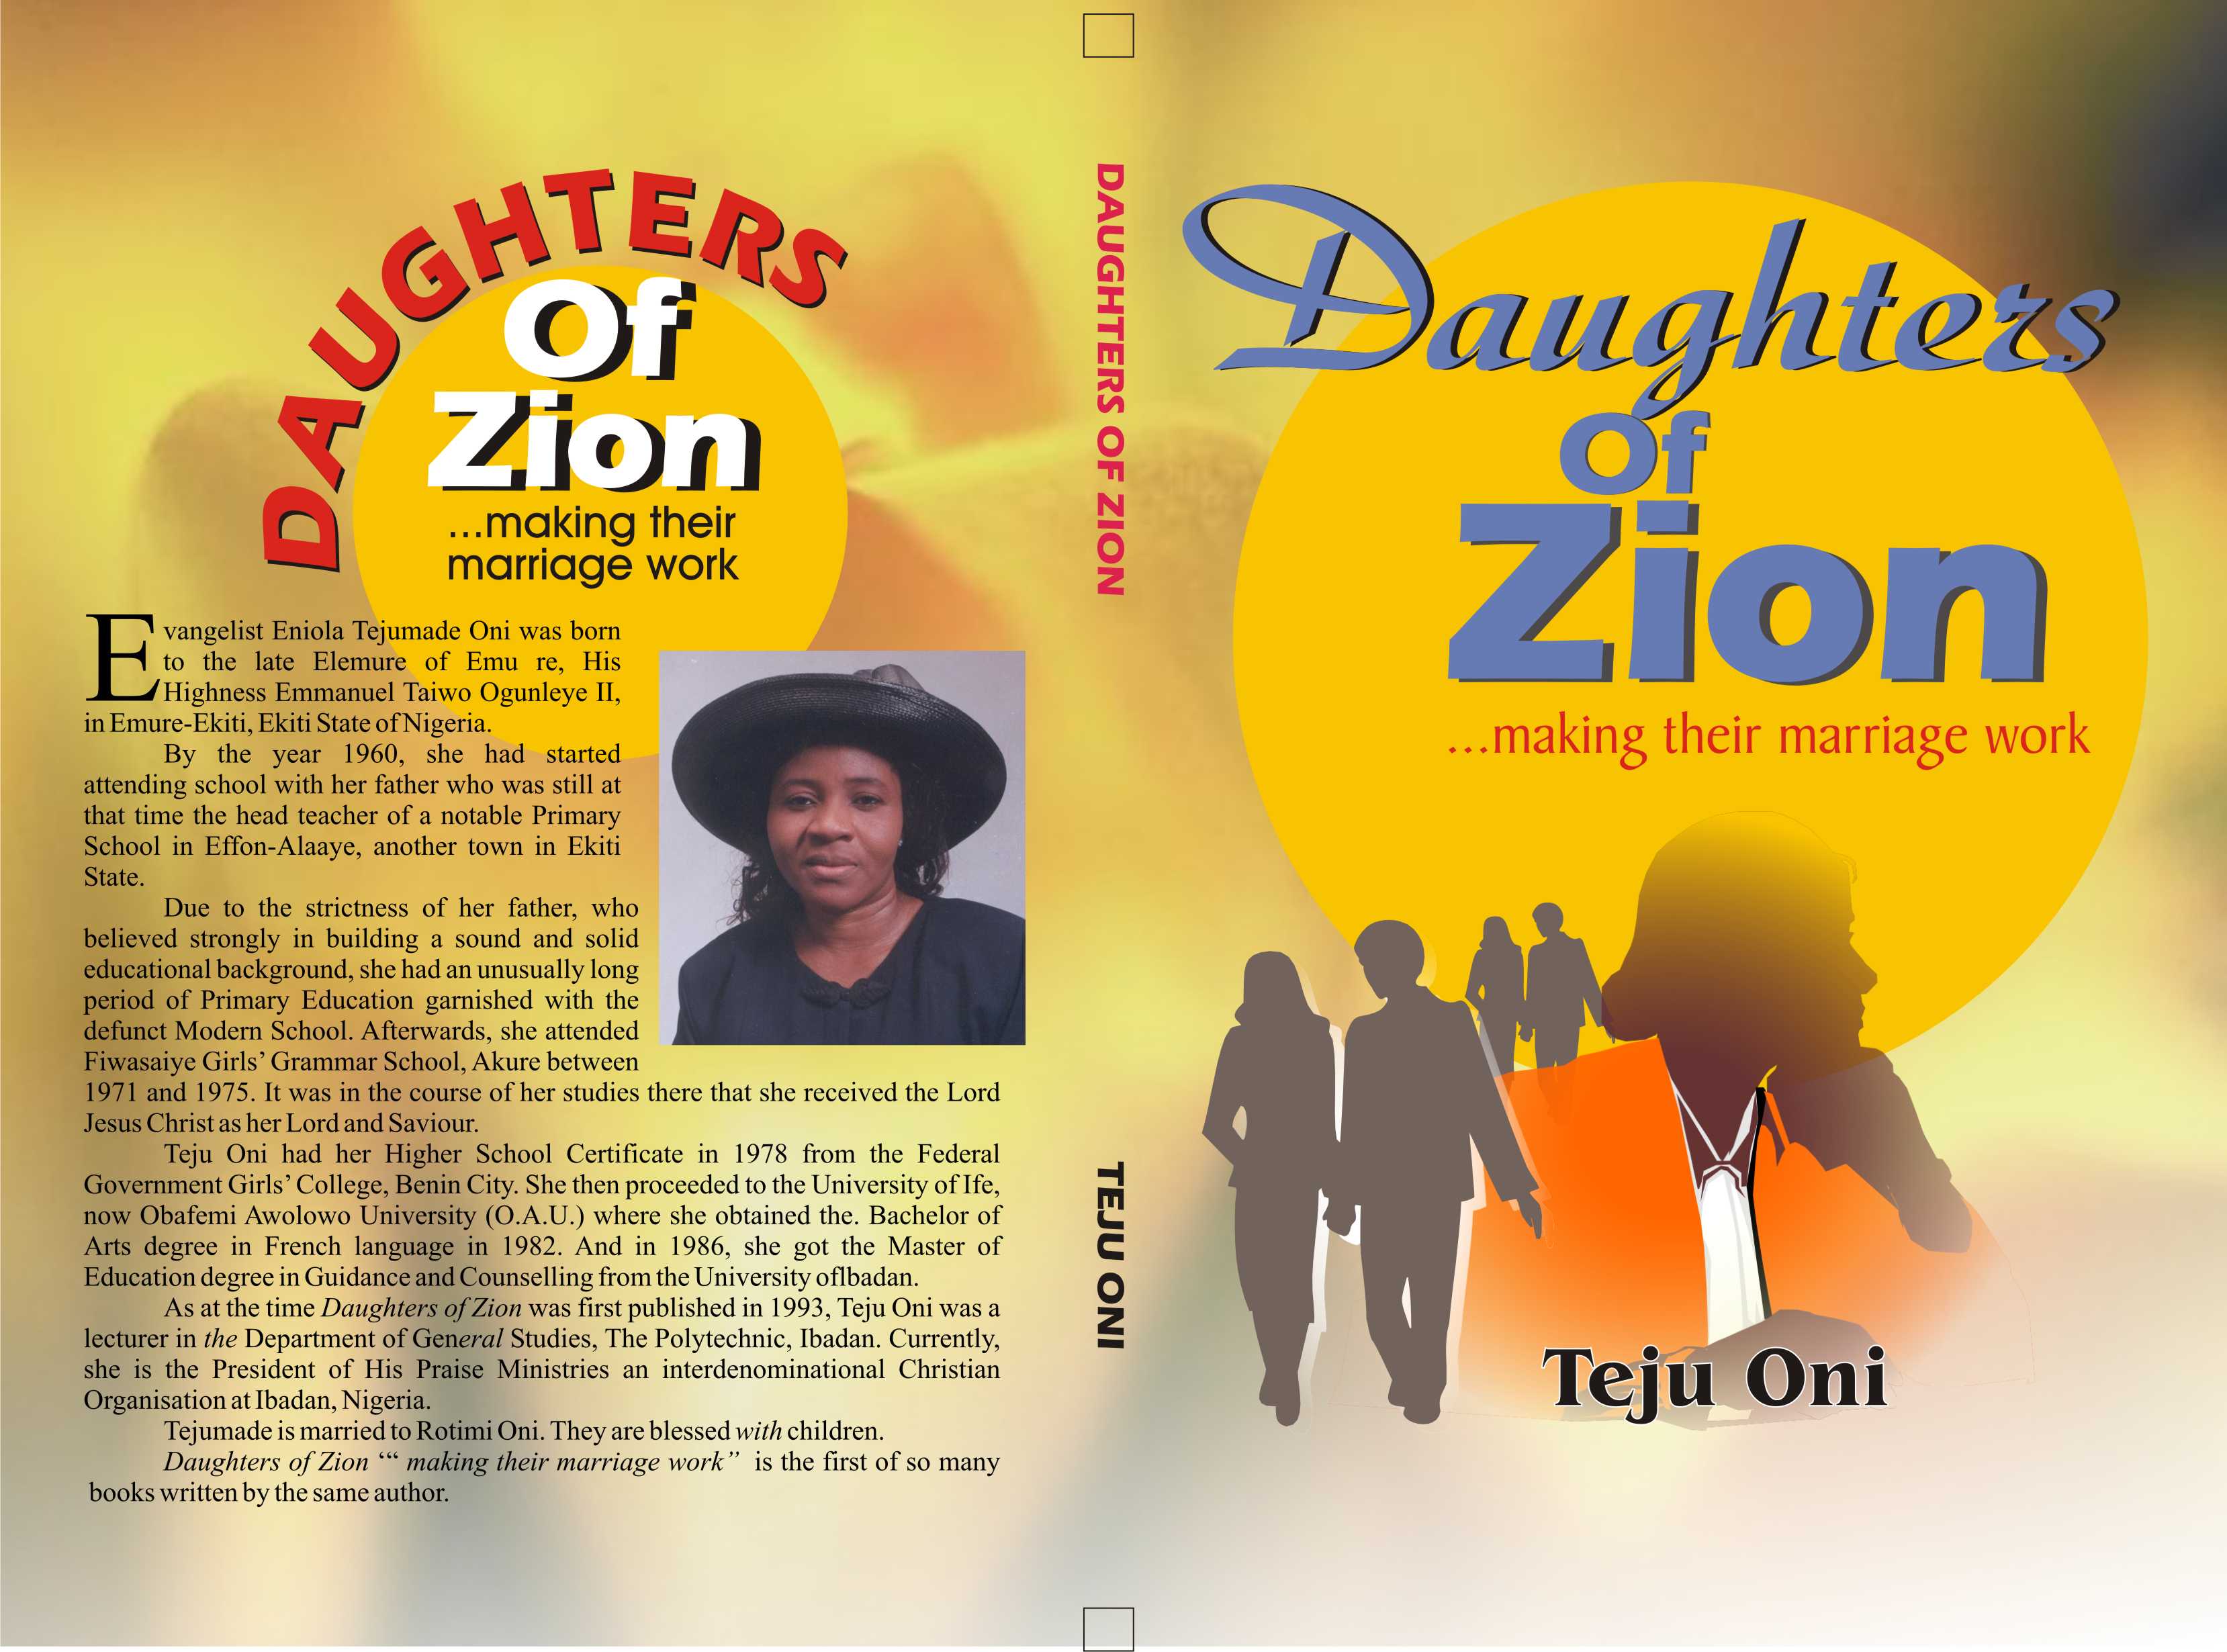 DAUGHTERS
Of
Zion
...making their
marriage work
Evangelist Eniola Tejumade Oni was born
to the late Elemure of Emu re, His
Highness Emmanuel Taiwo Ogunleye II,
in Emure-Ekiti, Ekiti State of Nigeria.
By the year 1960, she had started
attending school with her father who was still at
that time the head teacher of a notable Primary
School in Effon-Alaaye, another town in Ekiti
State.
Due to the strictness of her father, who
believed strongly in building a sound and solid
educational background, she had an unusually long
period of Primary Education garnished with the
defunct Modern School. Afterwards, she attended
Fiwasaiye Girls’ Grammar School, Akure between
1971 and 1975. It was in the course of her studies there that she received the Lord
Jesus Christ as her Lord and Saviour.
Teju Oni had her Higher School Certificate in 1978 from the Federal
Government Girls’ College, Benin City. She then proceeded to the University of Ife,
now Obafemi Awolowo University (O.A.U.) where she obtained the. Bachelor of
Arts degree in French language in 1982. And in 1986, she got the Master of
Education degree in Guidance and Counselling from the University oflbadan.
As at the time Daughters of Zion was first published in 1993, Teju Oni was a
lecturer in the Department of General Studies, The Polytechnic, Ibadan. Currently,
she is the President of His Praise Ministries an interdenominational Christian
Organisation at Ibadan, Nigeria.
Tejumade is married to Rotimi Oni. They are blessed with children.
Daughters of Zion ‘“ making their marriage work” is the first of so many
books written by the same author.
DAUGHTERS OF ZION
TEJU ONI
Daughters
Of
Zion
...making their marriage work
Teju Oni